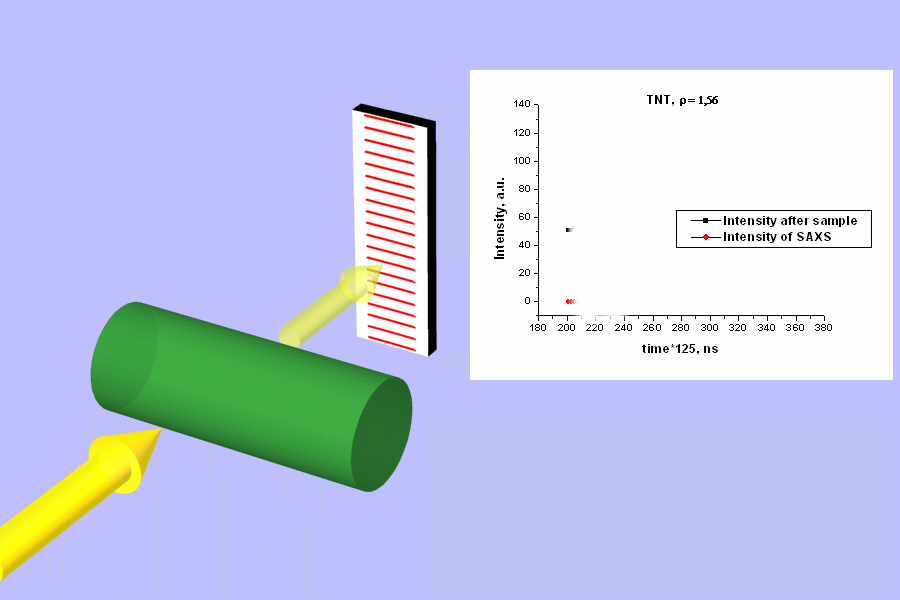 TNT, ρ = 1,56
140
120
100
80
60
40
20
0
Intensity, a.u.
Intensity after sample
Intensity of SAXS
180 200 220 240 260 280 300 320 340 360 380
time*125, ns